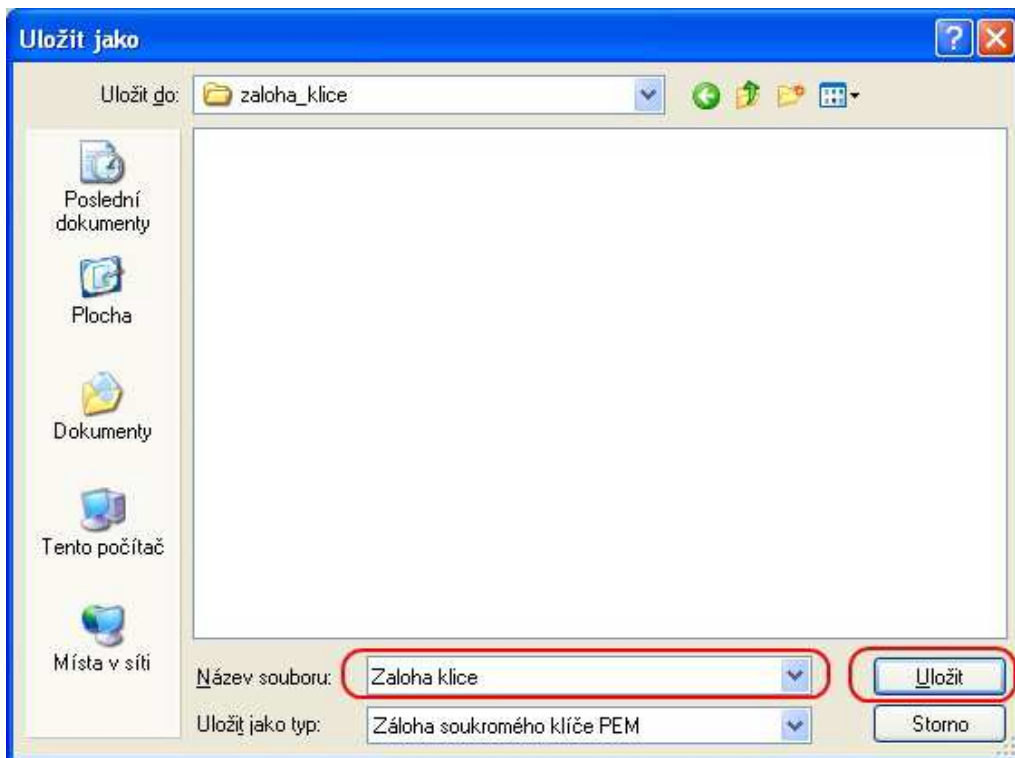 Uložit jako
Uložit do:
zaloha_klice
Poslední
dokumenty
Plocha
Dokumenty
Tento počítač
Místa v síti
Název souboru:
Zaloha klice
Uložit
Uložit jako typ:
Záloha soukromého klíče PEM
Storno